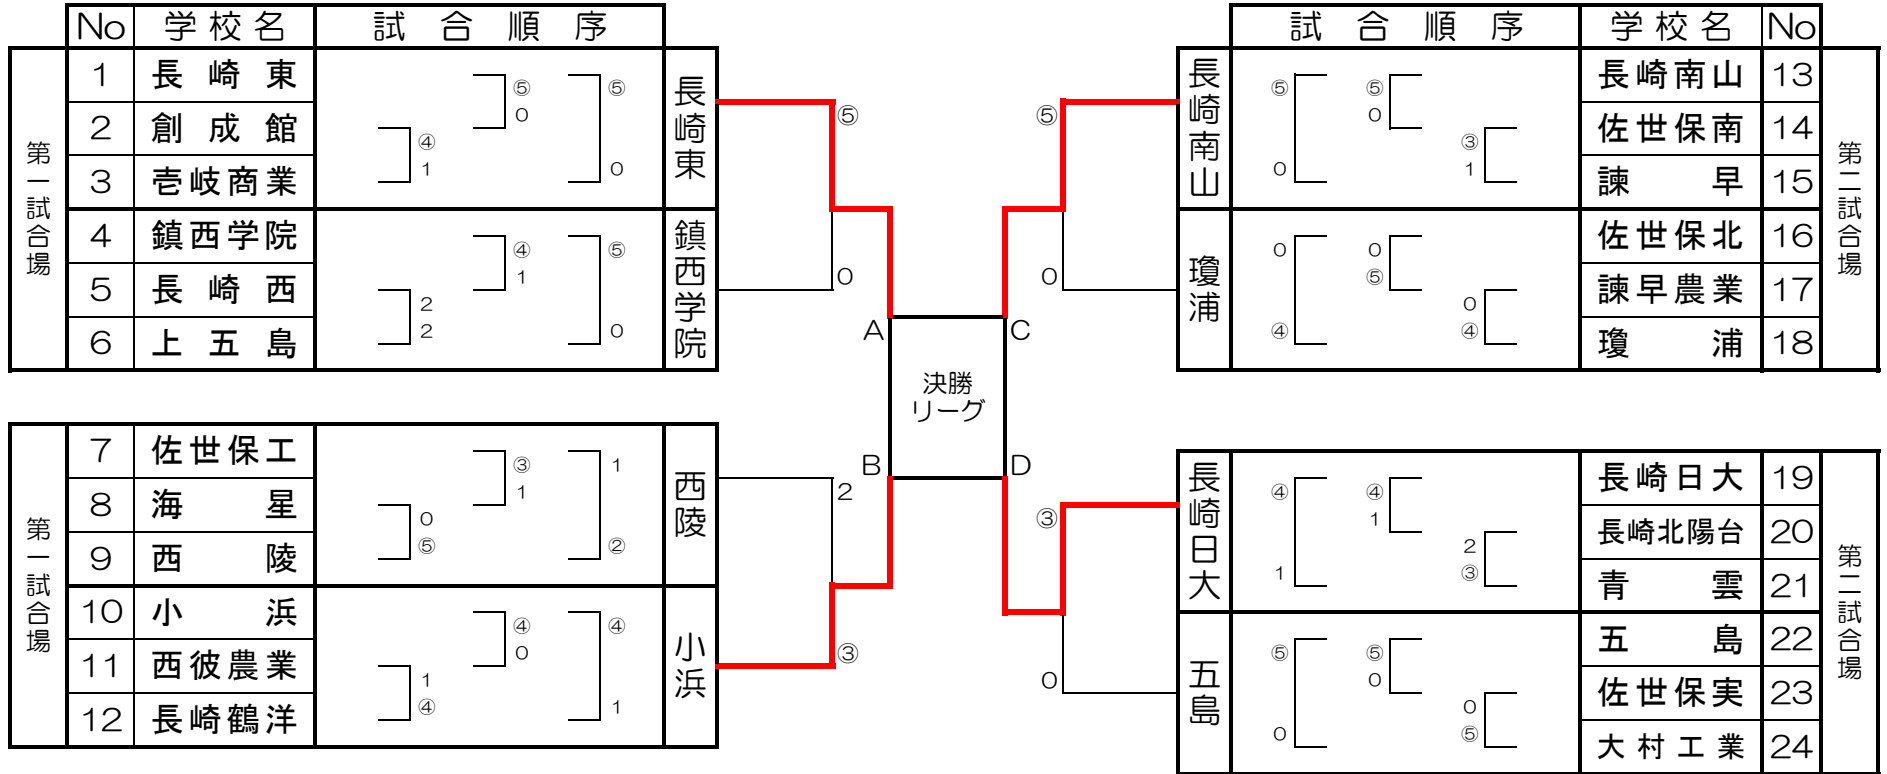 No 学校名 試合順序
第一試合場
1 長崎東 ⑤ ⑤
2 創成館 0 ④
3 壱岐商業 1 0
長崎東
4 鎮西学院 ④ ⑤
5 長崎西 1 2
6 上五島 2 0
鎮西学院
⑤
0
第一試合場
7 佐世保工 ③ 1
8 海星 1 0
9 西陵 ⑤ ②
西陵
10 小浜 ④ ④
11 西彼農業 0 1
12 長崎鶴洋 ④ 1
小浜
2
③
A
B
決勝
リーグ
C
D
試合順序 学校名 No
第二試合場
長崎南山
⑤ ⑤ 長崎南山 13
0 ③ 佐世保南 14
0 1 諫早 15
瓊浦
0 0 佐世保北 16
⑤ 0 諫早農業 17
④ ④ 瓊浦 18
⑤
0
第二試合場
長崎日大
④ ④ 長崎日大 19
1 2 長崎北陽台 20
1 ③ 青雲 21
五島
⑤ ⑤ 五島 22
0 0 佐世保実 23
0 ⑤ 大村工業 24
③
0